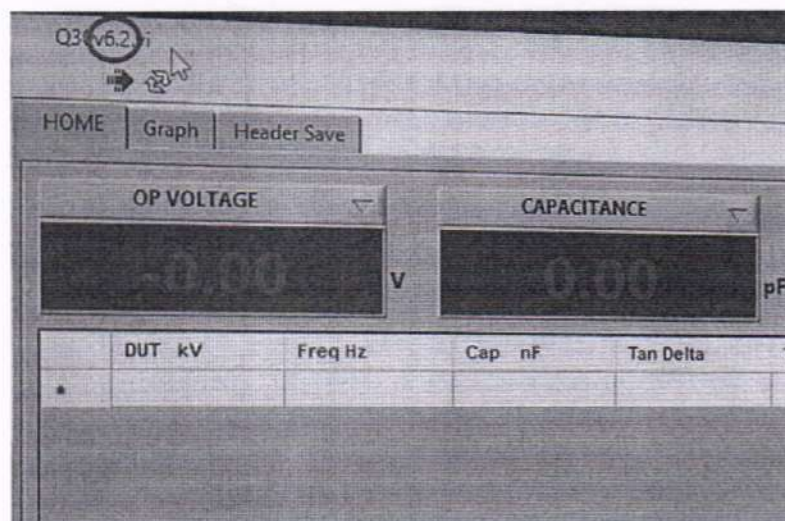 v6.2
HOME Graph Header Save
OP VOLTAGE CAPACITANCE
-0.00 V 0.00 pF
DUT kV Freq Hz Cap nF Tan Delta
*